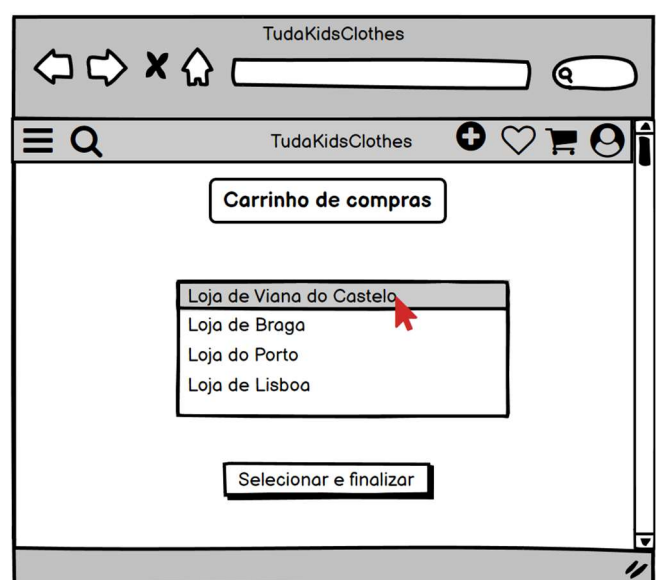 TudaKidsClothes
TudaKidsClothes
Carrinho de compras
Loja de Viana do Castelo
Loja de Braga
Loja do Porto
Loja de Lisboa
Selecionar e finalizar